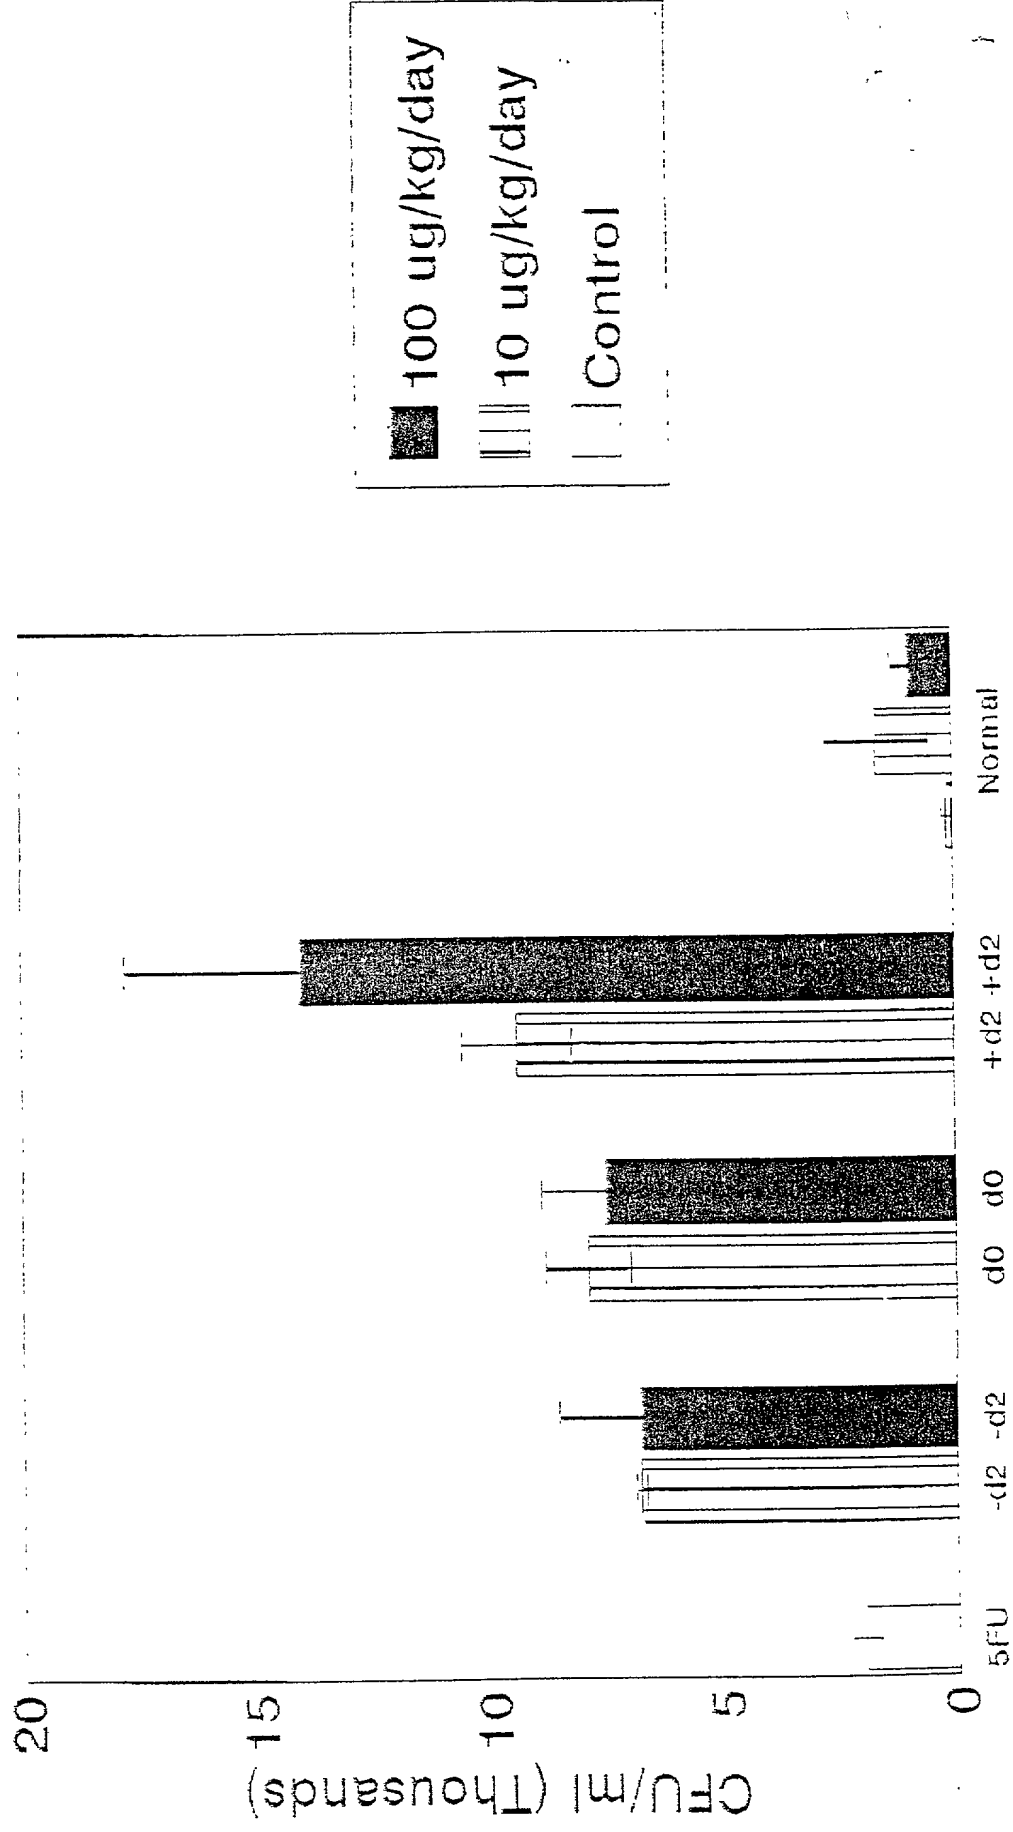 CFU/ml (Thousands)
20
15
10
5
0
5FU
-d2
-d2
d0
d0
+d2
+d2
Normal
100 ug/kg/day
10 ug/kg/day
Control